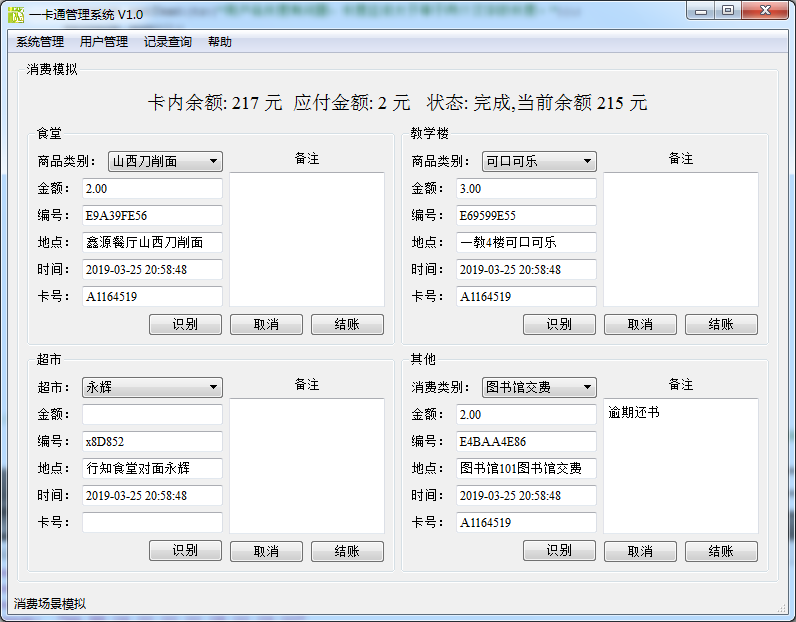 一卡通管理系统 V1.0
系统管理 用户管理 记录查询 帮助
消费模拟
卡内余额: 217 元 应付金额: 2 元 状态: 完成,当前余额 215 元
食堂
商品类别: 山西刀削面 备注
金额: 2.00
编号: E9A39FE56
地点: 鑫源餐厅山西刀削面
时间: 2019-03-25 20:58:48
卡号: A1164519
识别 取消 结账
教学楼
商品类别: 可口可乐 备注
金额: 3.00
编号: E69599E55
地点: 一教4楼可口可乐
时间: 2019-03-25 20:58:48
卡号: A1164519
识别 取消 结账
超市
超市: 永辉 备注
金额:
编号: x8D852
地点: 行知食堂对面永辉
时间: 2019-03-25 20:58:48
卡号:
识别 取消 结账
其他
消费类别: 图书馆交费 备注
金额: 2.00 逾期还书
编号: E4BAA4E86
地点: 图书馆101图书馆交费
时间: 2019-03-25 20:58:48
卡号: A1164519
识别 取消 结账
消费场景模拟